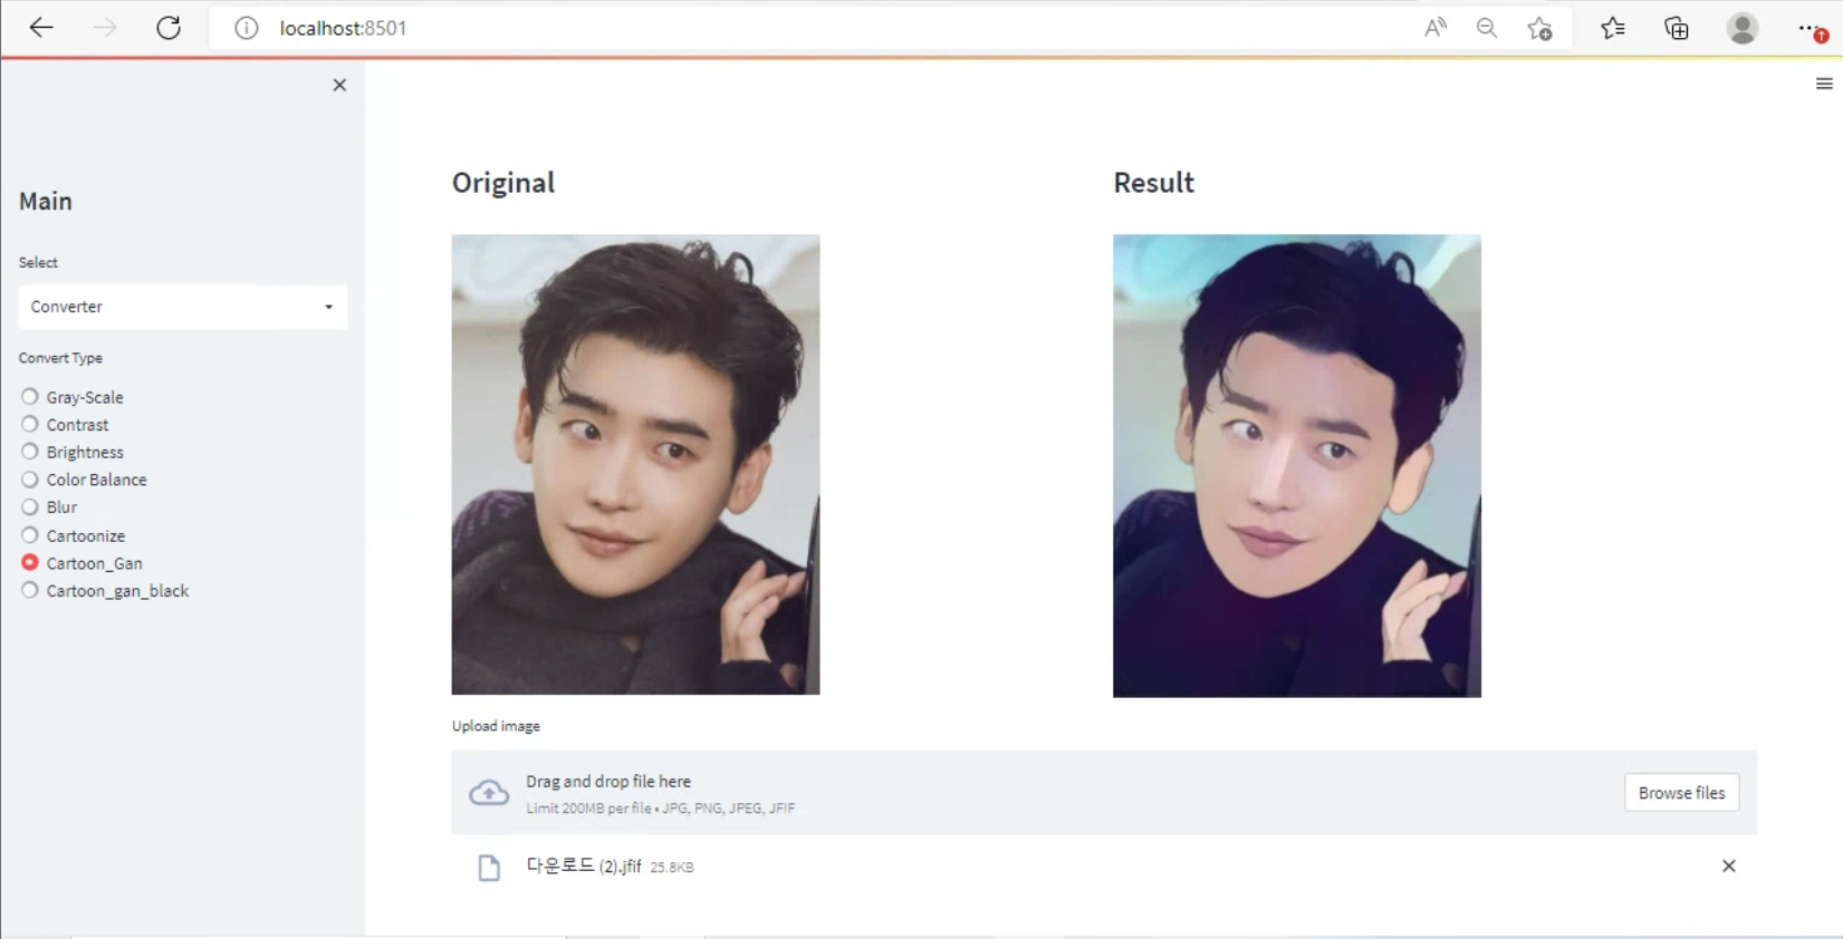 localhost:8501
Main
Select
Converter
Convert Type
Gray-Scale
Contrast
Brightness
Color Balance
Blur
Cartoonize
Cartoon_Gan
Cartoon_gan_black
Original
Result
Upload image
Drag and drop file here
Limit 200MB per file • JPG, PNG, JPEG, JFIF
Browse files
다운로드 (2).jfif 25.8KB